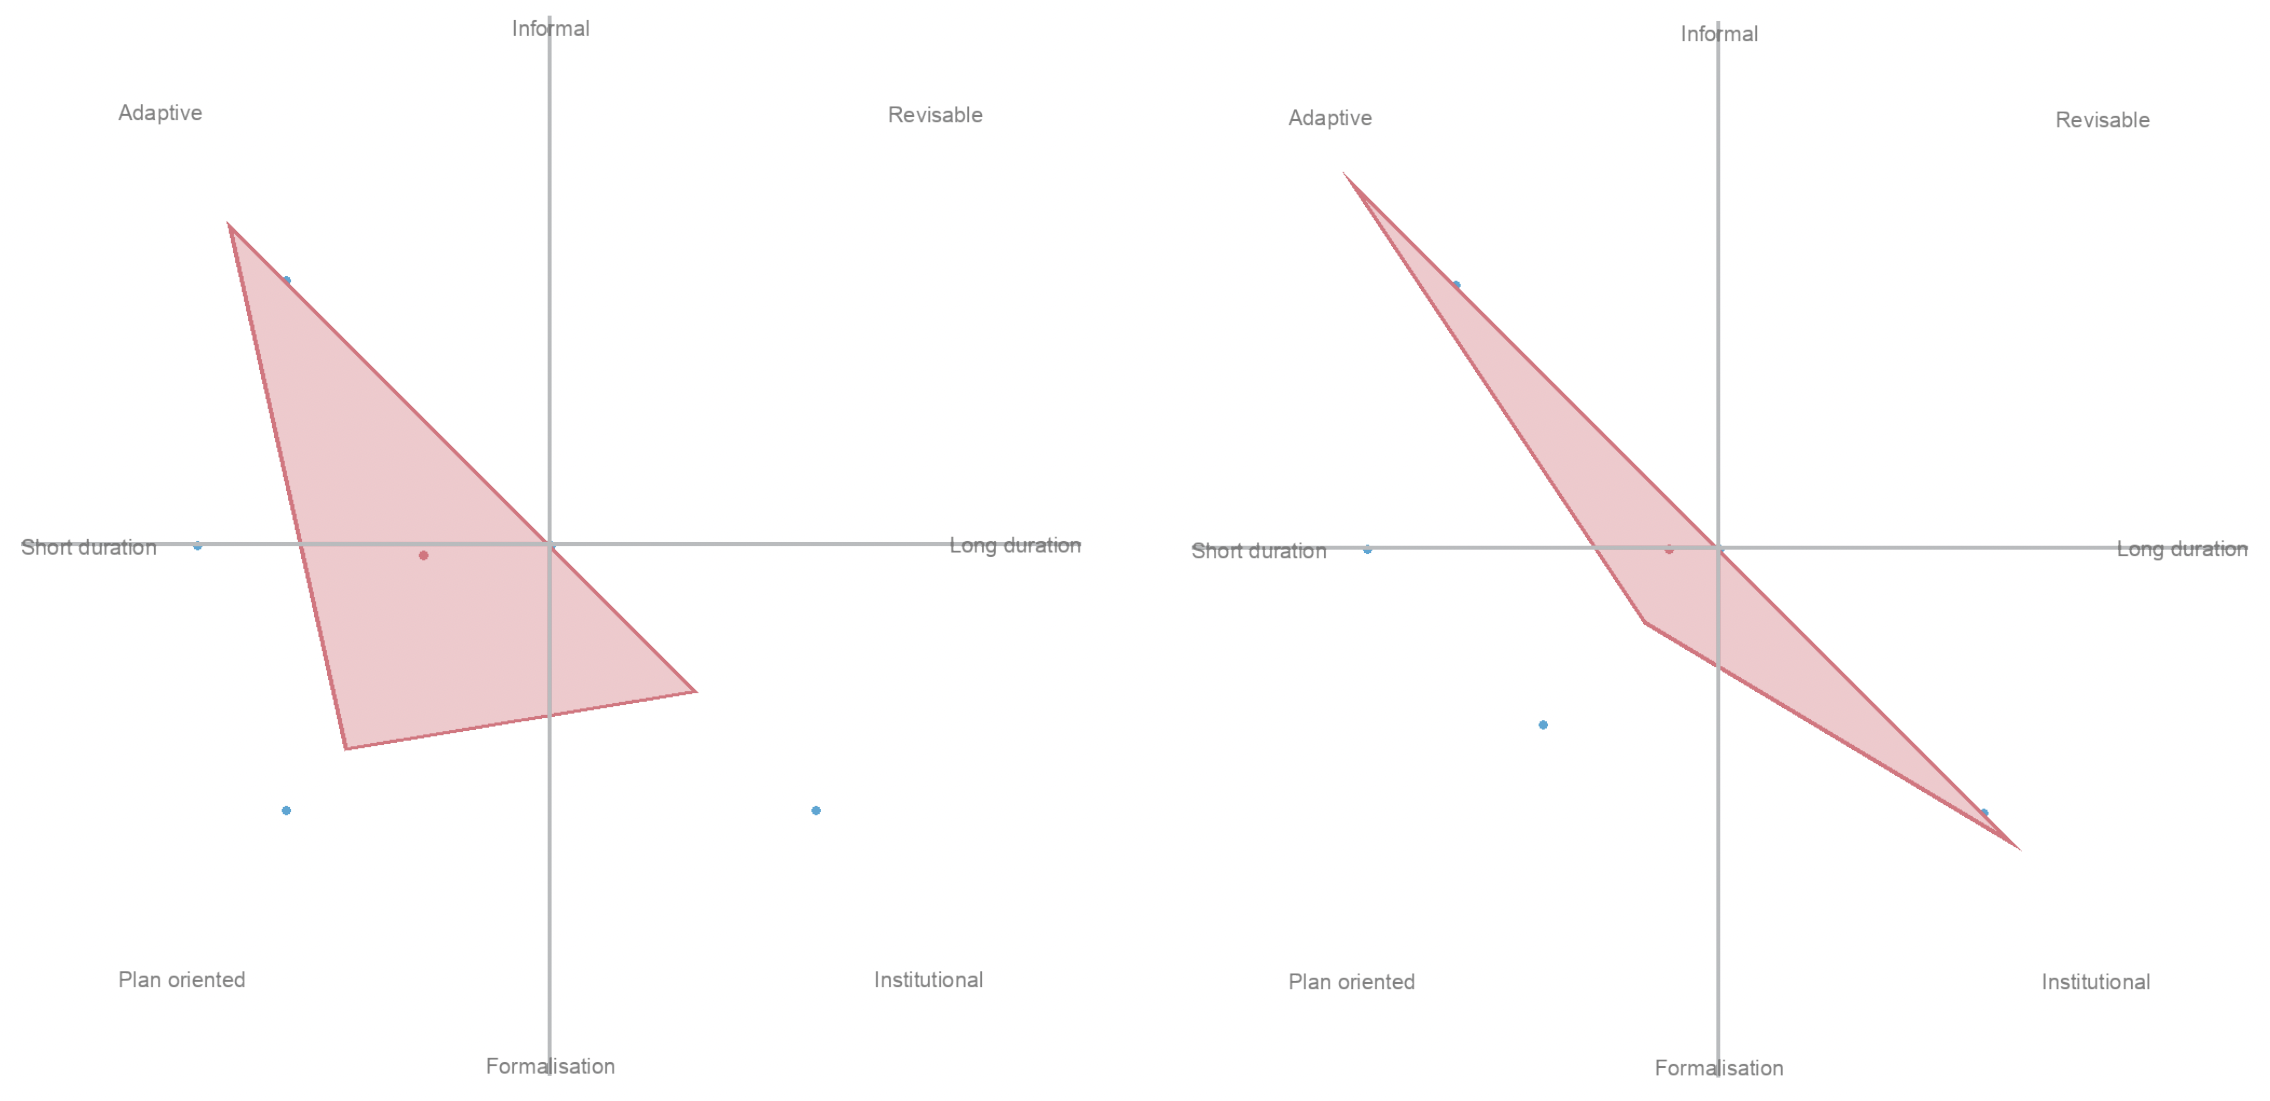 Informal
Adaptive
Revisable
Short duration
Long duration
Plan oriented
Institutional
Formalisation
Informal
Adaptive
Revisable
Short duration
Long duration
Plan oriented
Institutional
Formalisation